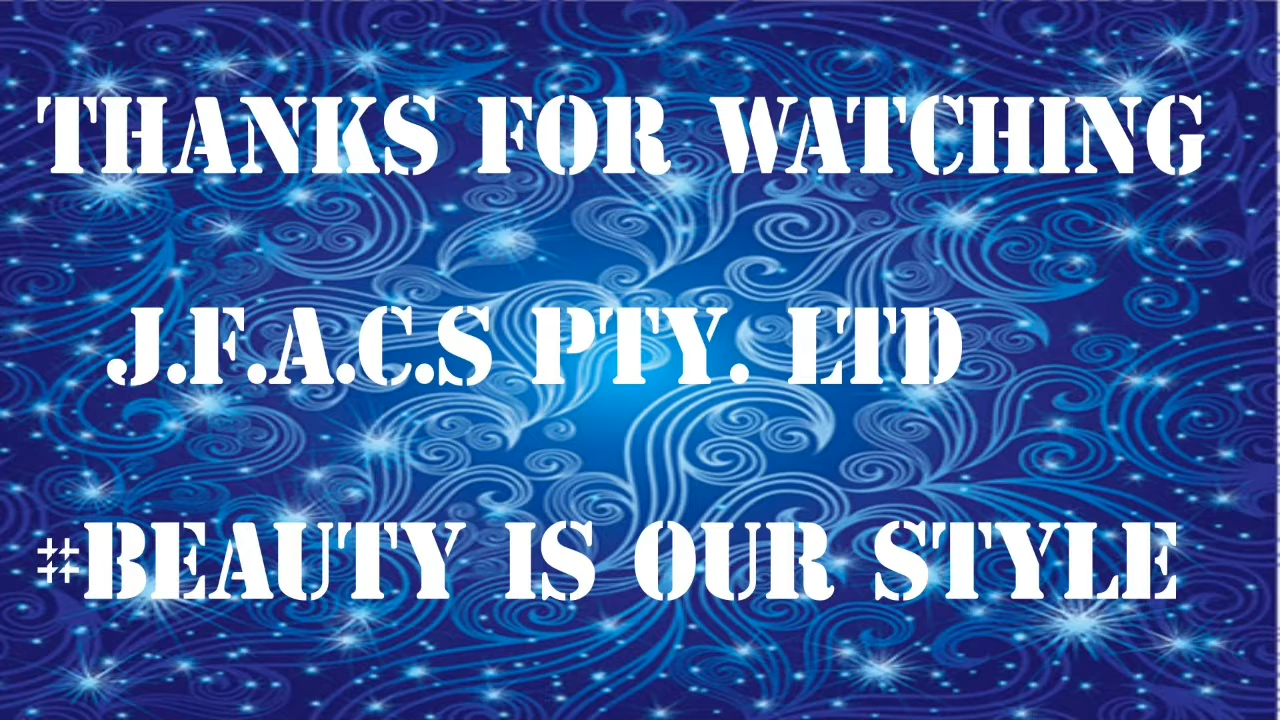 THANKS FOR WATCHING
J.F.A.C.S PTY. LTD
#BEAUTY IS OUR STYLE